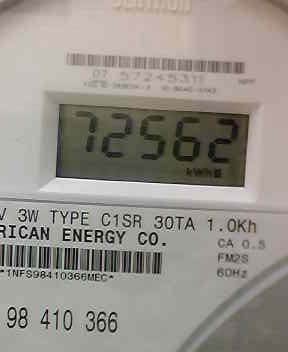 07 57245311
72562
kWh
V 3W TYPE C1SR 30TA 1.0Kh
RICAN ENERGY CO.
CA 0.5
FM2S
60Hz
*1NFS98410366MEC*
98 410 366